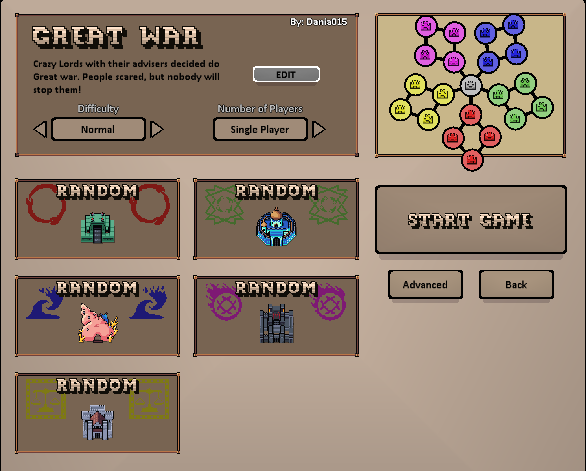 By: Dania015
GREAT WAR
Crazy Lords with their advisers decided do
Great war. People scared, but nobody will
stop them!
EDIT
Difficulty
Number of Players
Normal
Single Player
RANDOM
RANDOM
START GAME
Advanced
Back
RANDOM
RANDOM
RANDOM